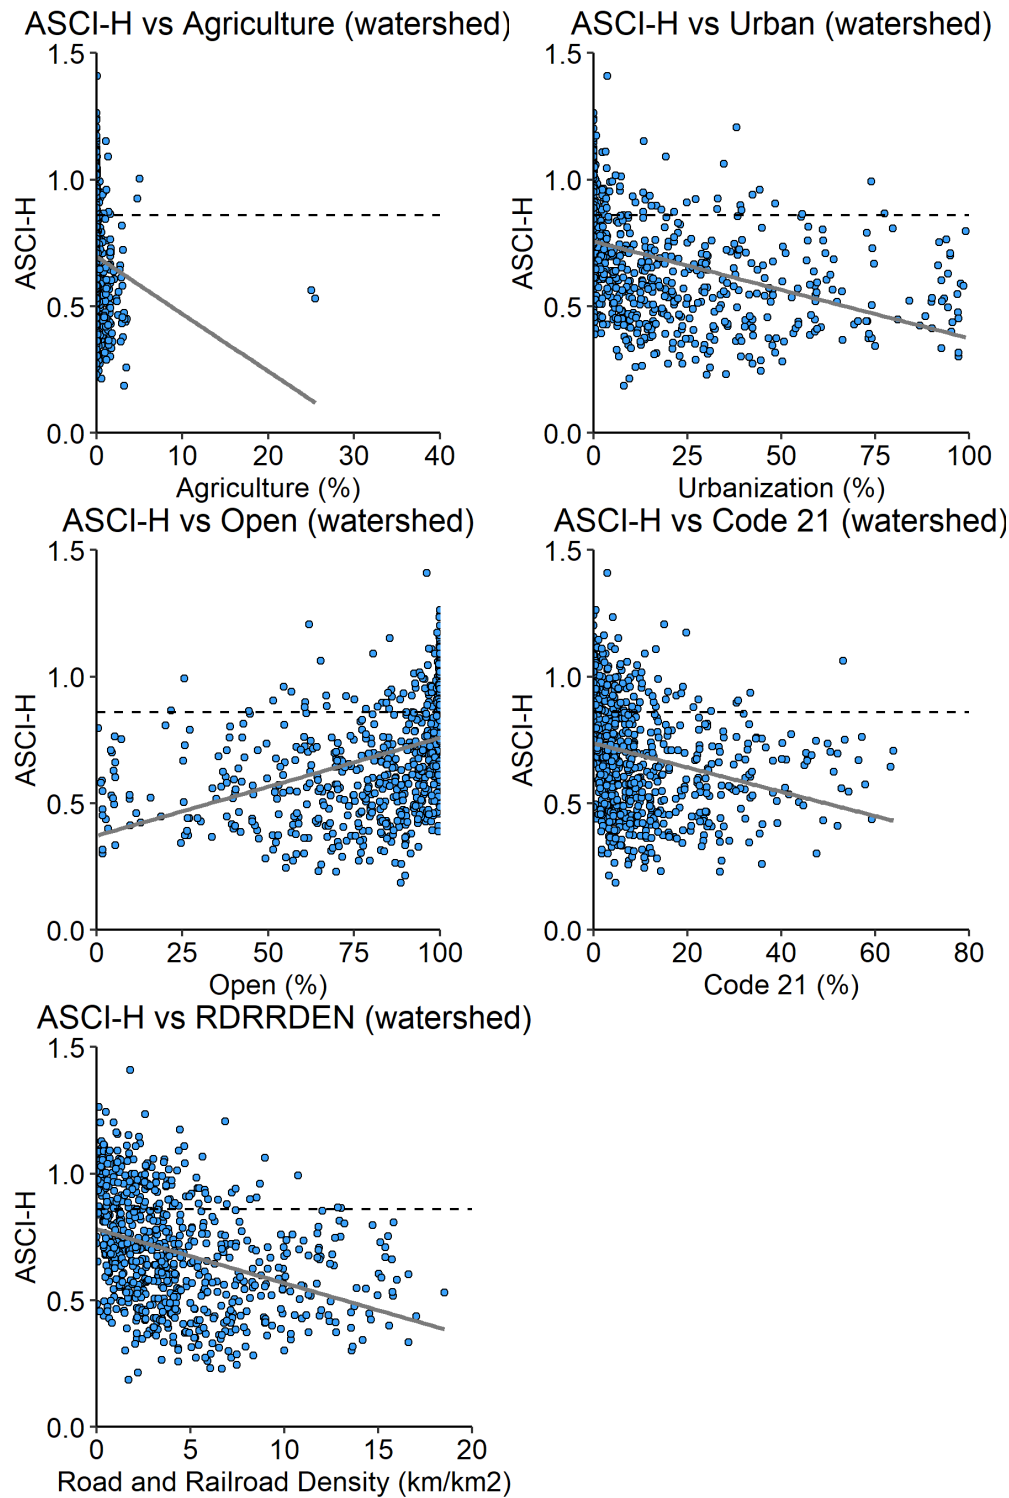 ASCI-H vs Agriculture (watershed)
1.5
1.0
0.5
0.0
ASCI-H
0 10 20 30 40
Agriculture (%)
ASCI-H vs Urban (watershed)
1.5
1.0
0.5
0.0
ASCI-H
0 25 50 75 100
Urbanization (%)
ASCI-H vs Open (watershed)
1.5
1.0
0.5
0.0
ASCI-H
0 25 50 75 100
Open (%)
ASCI-H vs Code 21 (watershed)
1.5
1.0
0.5
0.0
ASCI-H
0 20 40 60 80
Code 21 (%)
ASCI-H vs RDRRDEN (watershed)
1.5
1.0
0.5
0.0
ASCI-H
0 5 10 15 20
Road and Railroad Density (km/km2)